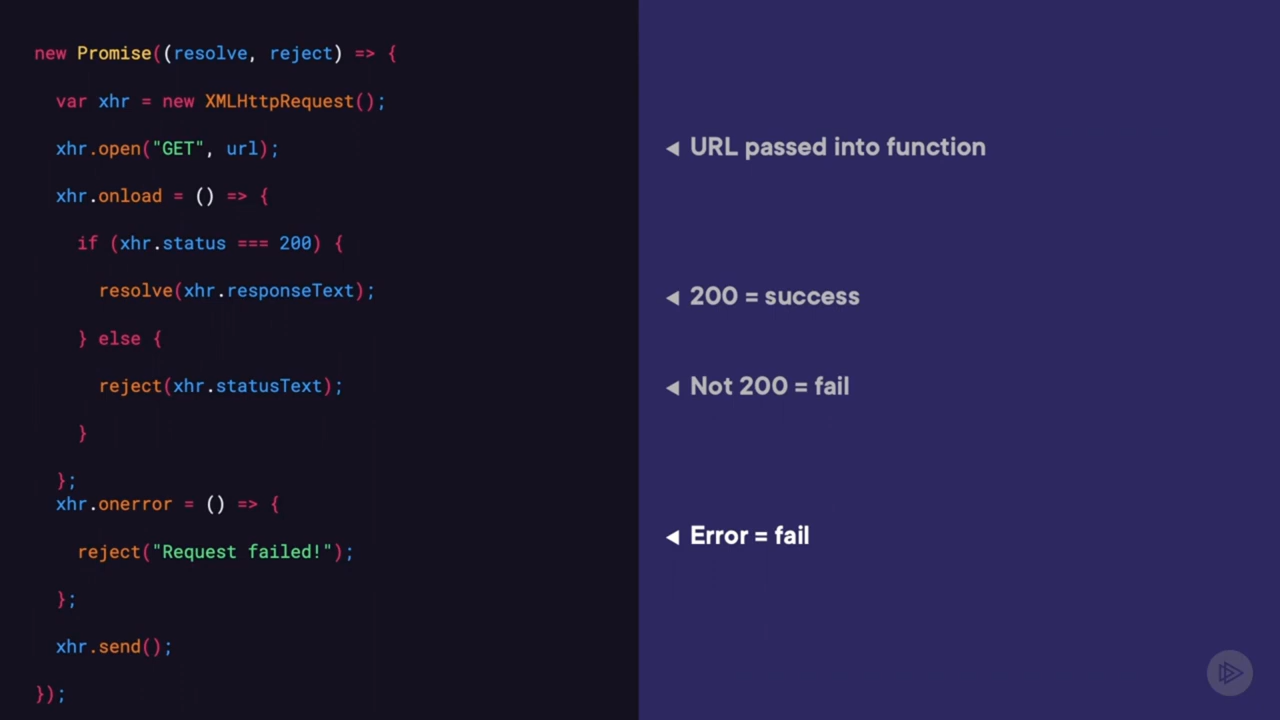 new Promise((resolve, reject) => {
var xhr = new XMLHttpRequest();
xhr.open("GET", url);
◄ URL passed into function
xhr.onload = () => {
if (xhr.status === 200) {
resolve(xhr.responseText);
◄ 200 = success
} else {
reject(xhr.statusText);
◄ Not 200 = fail
}
};
xhr.onerror = () => {
◄ Error = fail
reject("Request failed!");
};
xhr.send();
});